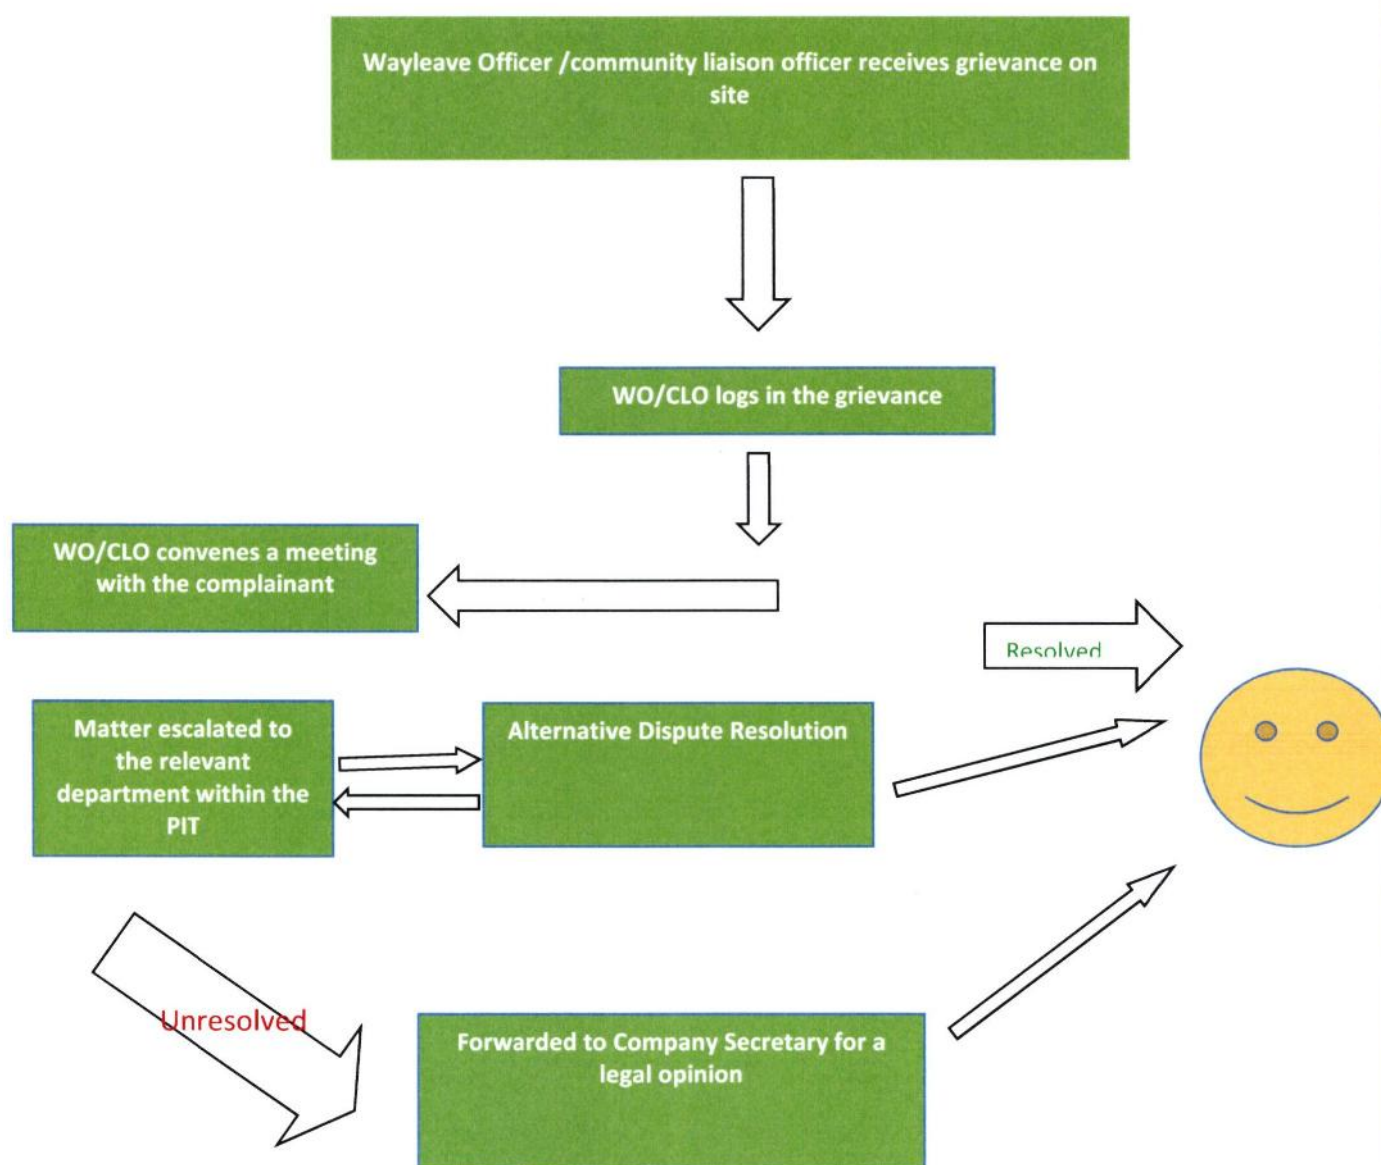 Wayleave Officer /community liaison officer receives grievance on
site
WO/CLO logs in the grievance
WO/CLO convenes a meeting
with the complainant
Resolved
Matter escalated to
the relevant
department within the
PIT
Alternative Dispute Resolution
Unresolved
Forwarded to Company Secretary for a
legal opinion